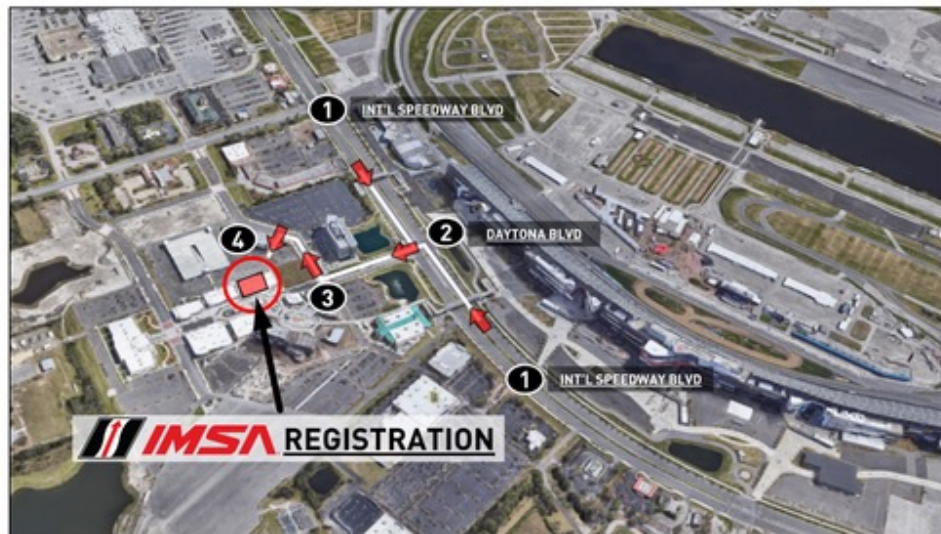 1 INT'L SPEEDWAY BLVD
2 DAYTONA BLVD
4
3
1 INT'L SPEEDWAY BLVD
IMSA REGISTRATION